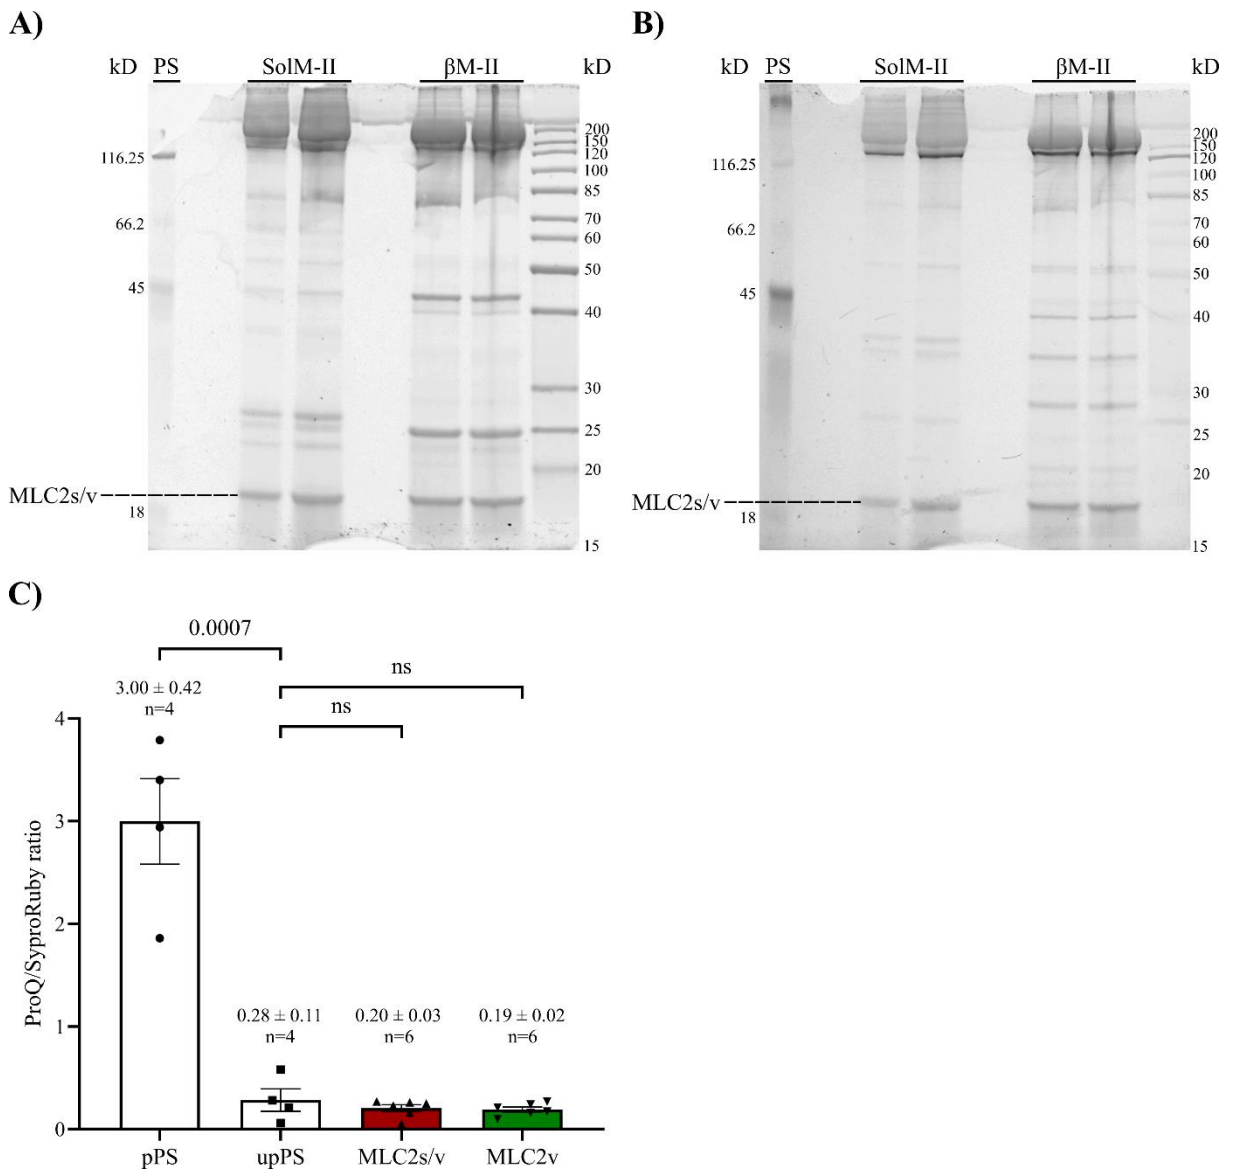 A)
kD PS SolM-II βM-II kD
116.25
66.2
45
MLC2s/v
18
200
150
120
100
85
70
60
50
40
30
25
20
15
B)
kD PS SolM-II βM-II kD
116.25
66.2
45
MLC2s/v
18
200
150
120
100
85
70
60
50
40
30
25
20
15
C)
0.0007
ns
ns
3.00 ± 0.42
n=4
0.28 ± 0.11
n=4
0.20 ± 0.03
n=6
0.19 ± 0.02
n=6
ProQ/SyproRuby ratio
4
3
2
1
0
pPS upPS MLC2s/v MLC2v